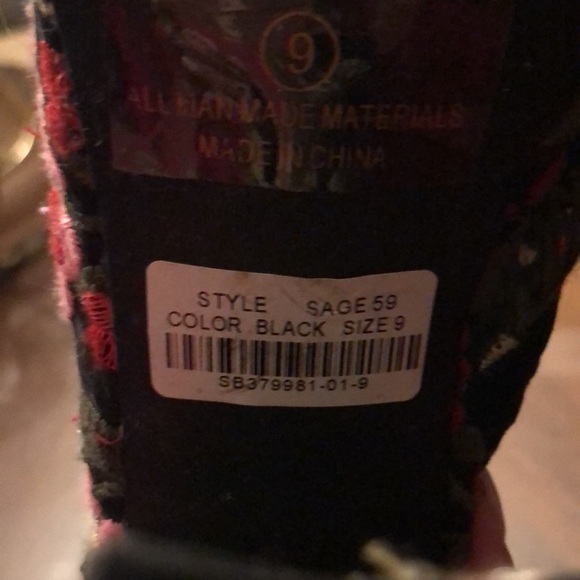 9
ALL MAN MADE MATERIALS
MADE IN CHINA
STYLE SAGE 59
COLOR BLACK SIZE 9
SB379981-01-9